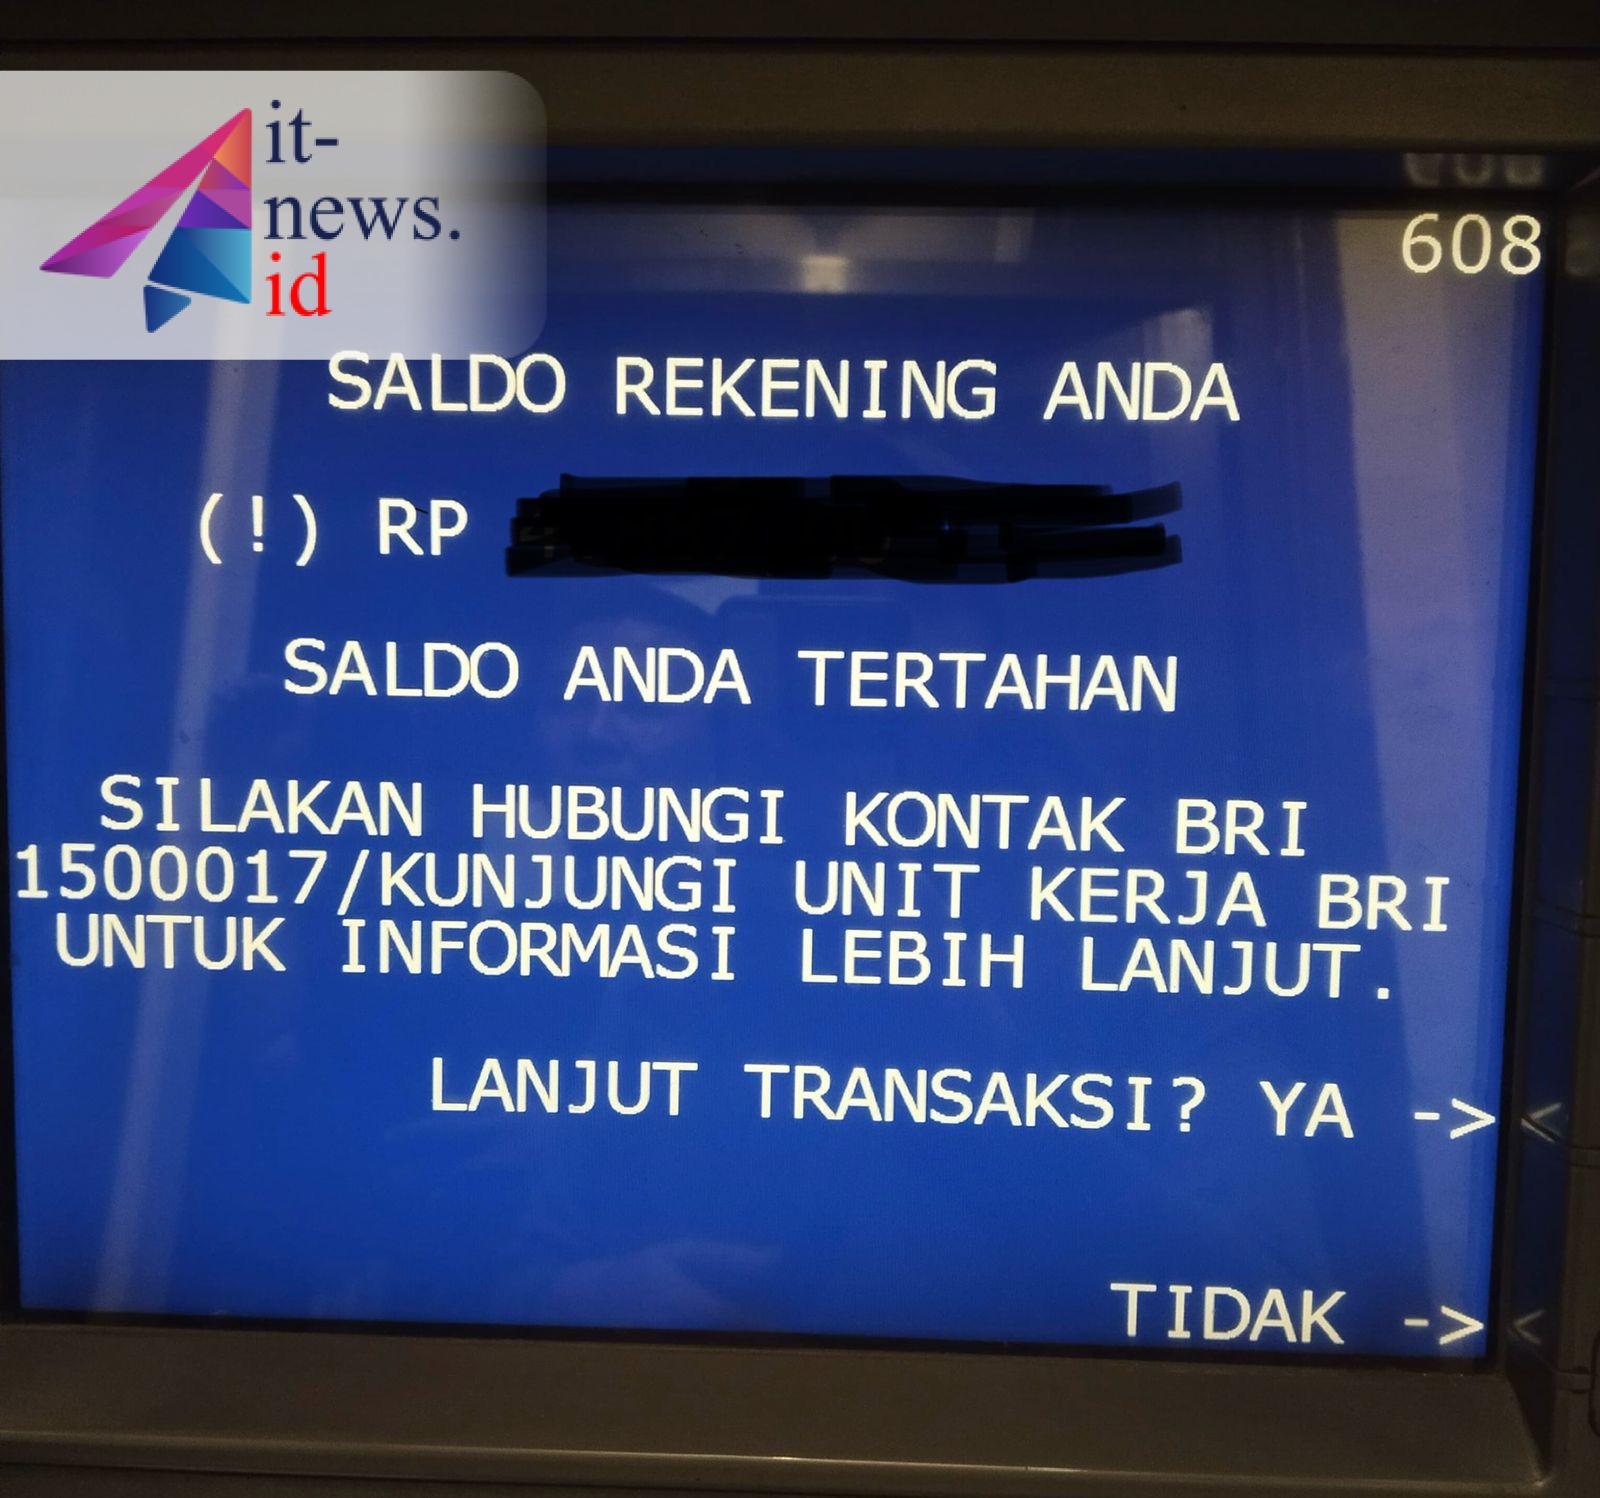 it-
news.
id
608
SALDO REKENING ANDA
(!) RP
SALDO ANDA TERTAHAN
SILAKAN HUBUNGI KONTAK BRI
1500017/KUNJUNGI UNIT KERJA BRI
UNTUK INFORMASI LEBIH LANJUT.
LANJUT TRANSAKSI? YA ->
TIDAK ->